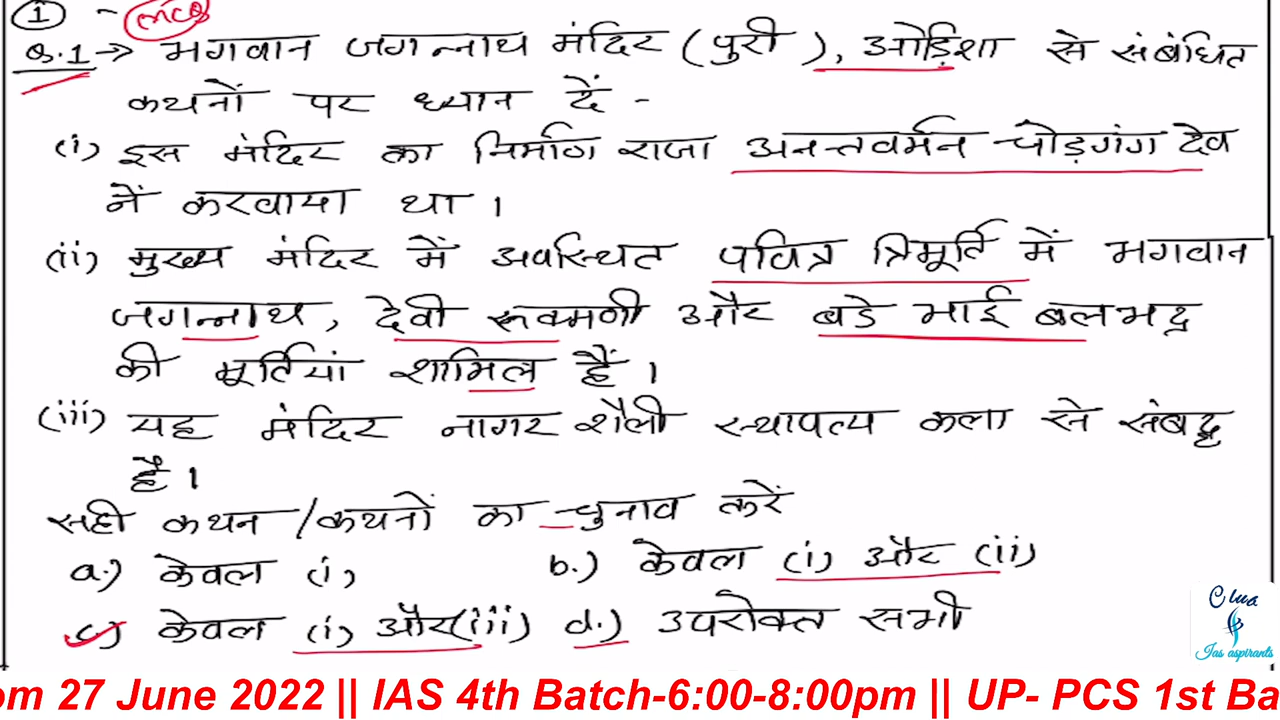 ① - MCQ
Q.1 → भगवान जगन्नाथ मंदिर (पुरी), ओड़िशा से संबंधित
कथनों पर ध्यान दें -
(i) इस मंदिर का निर्माण राजा अनन्तवर्मन चोड़गंग देव
नें करवाया था।
(ii) मुख्य मंदिर में अवस्थित पवित्र त्रिमूर्ति में भगवान
जगन्नाथ, देवी रूक्मणी और बडे भाई बलभद्र
की मूर्तियां शामिल हैं।
(iii) यह मंदिर नागर शैली स्थापत्य कला से संबद्ध
है।
सही कथन/कथनों का चुनाव करें
a.) केवल (i) b.) केवल (i) और (ii)
c) केवल (i) और (iii) d.) उपरोक्त सभी
Clue
Ias aspirants
om 27 June 2022 || IAS 4th Batch-6:00-8:00pm || UP- PCS 1st Ba